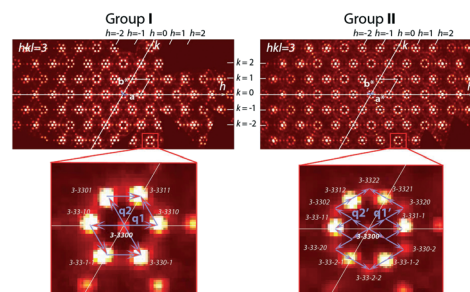 Group I
h=-2 h=-1 h=0 h=1 h=2
hkl=3
k
b*
a*
h
k = 2
k = 1
k = 0
k = -1
k = -2
3-3301
3-3311
3-33-10
3-3310
q2
q1
3-3300
3-33-1-1
3-330-1
Group II
h=-2 h=-1 h=0 h=1 h=2
hkl=3
k
b*
a*
h
3-3322
3-3312
3-3321
3-3302
3-3320
3-33-11
3-331-1
q2'
q1'
3-3300
3-33-20
3-330-2
3-33-2-1
3-33-1-2
3-33-2-2